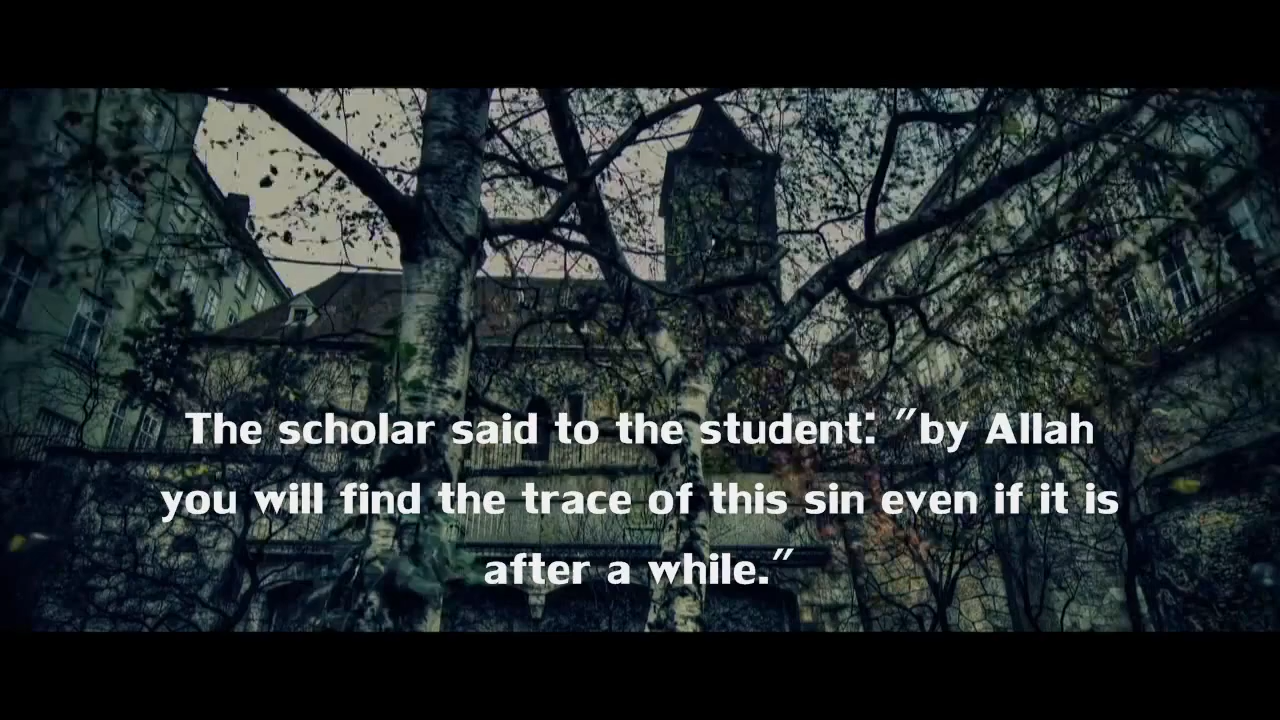 The scholar said to the student: "by Allah
you will find the trace of this sin even if it is
after a while."